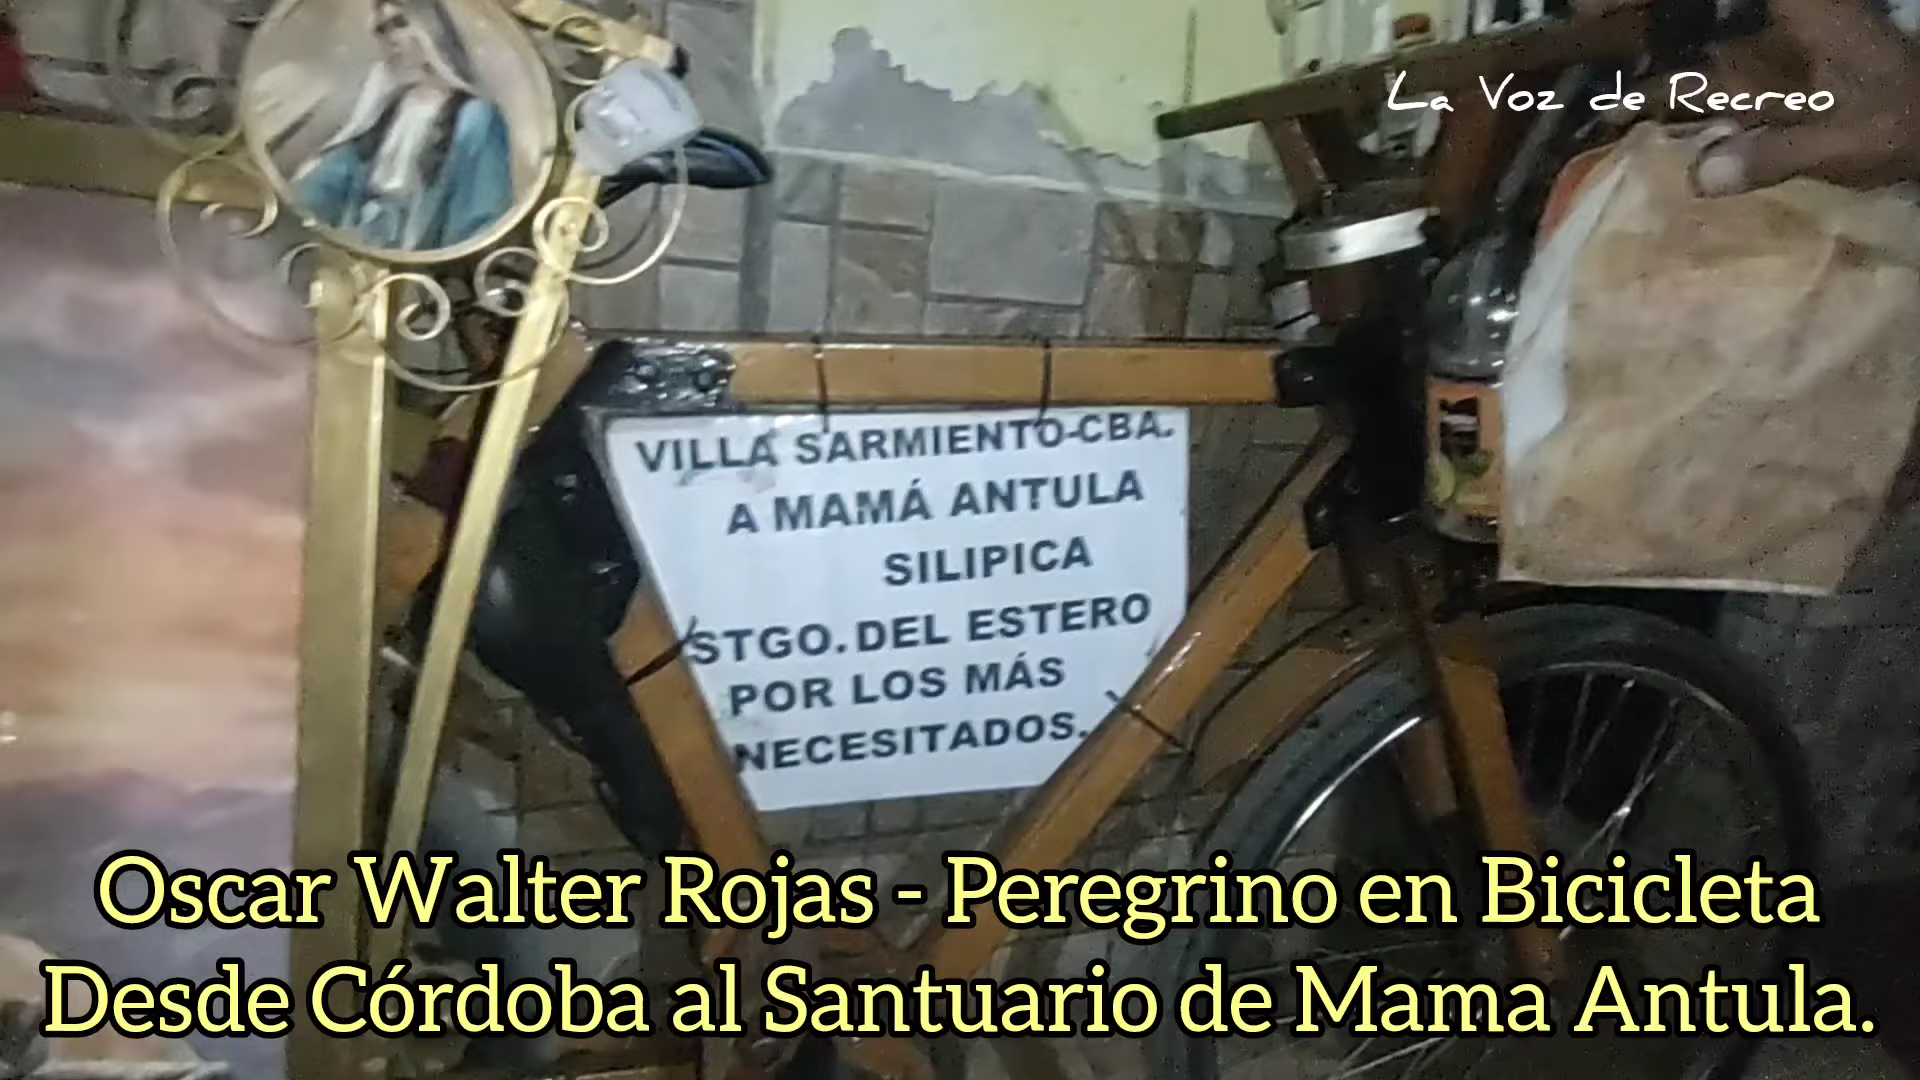 La Voz de Recreo
VILLA SARMIENTO-CBA.
A MAMÁ ANTULA
SILIPICA
STGO. DEL ESTERO
POR LOS MÁS
NECESITADOS.
Oscar Walter Rojas - Peregrino en Bicicleta
Desde Córdoba al Santuario de Mama Antula.